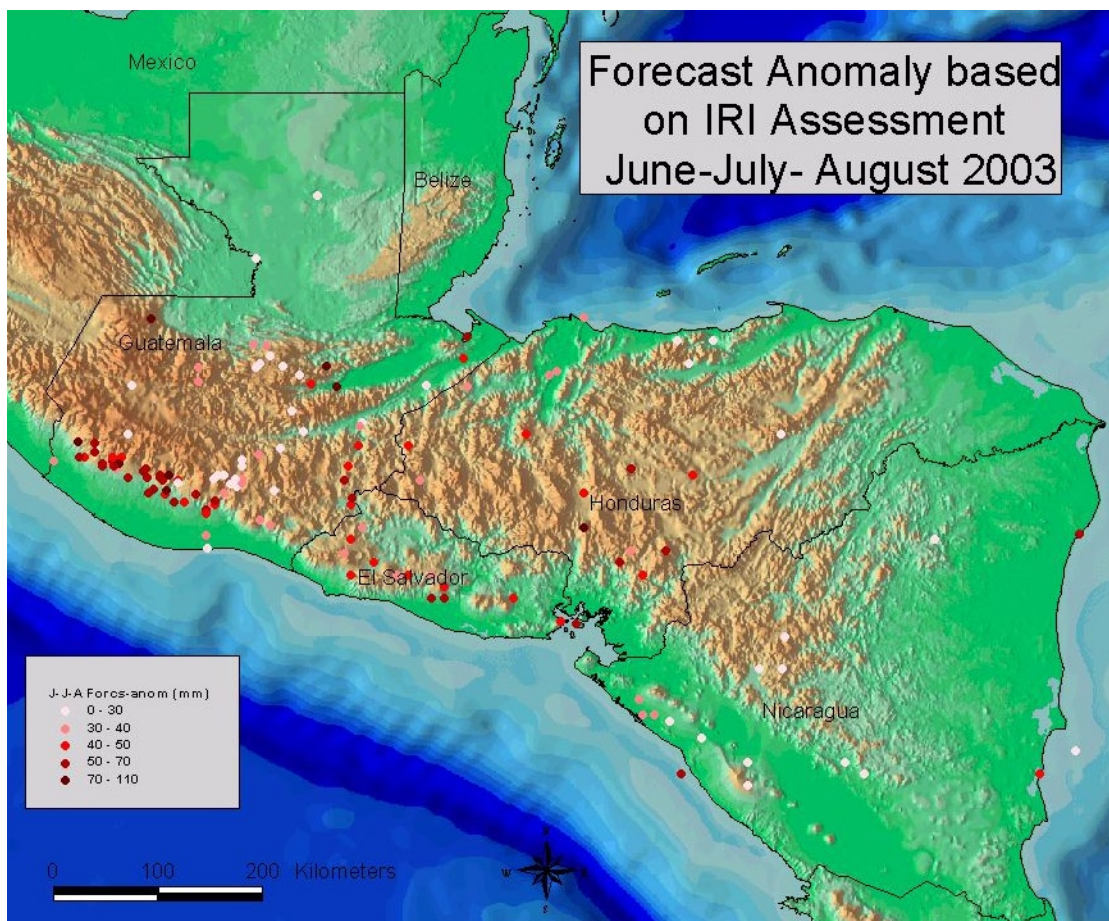 Forecast Anomaly based
on IRI Assessment
June-July- August 2003
Mexico
Belize
Guatemala
Honduras
El Salvador
Nicaragua
J-J-A Forcs-anom (mm)
0 - 30
30 - 40
40 - 50
50 - 70
70 - 110
0 100 200 Kilometers
W
S